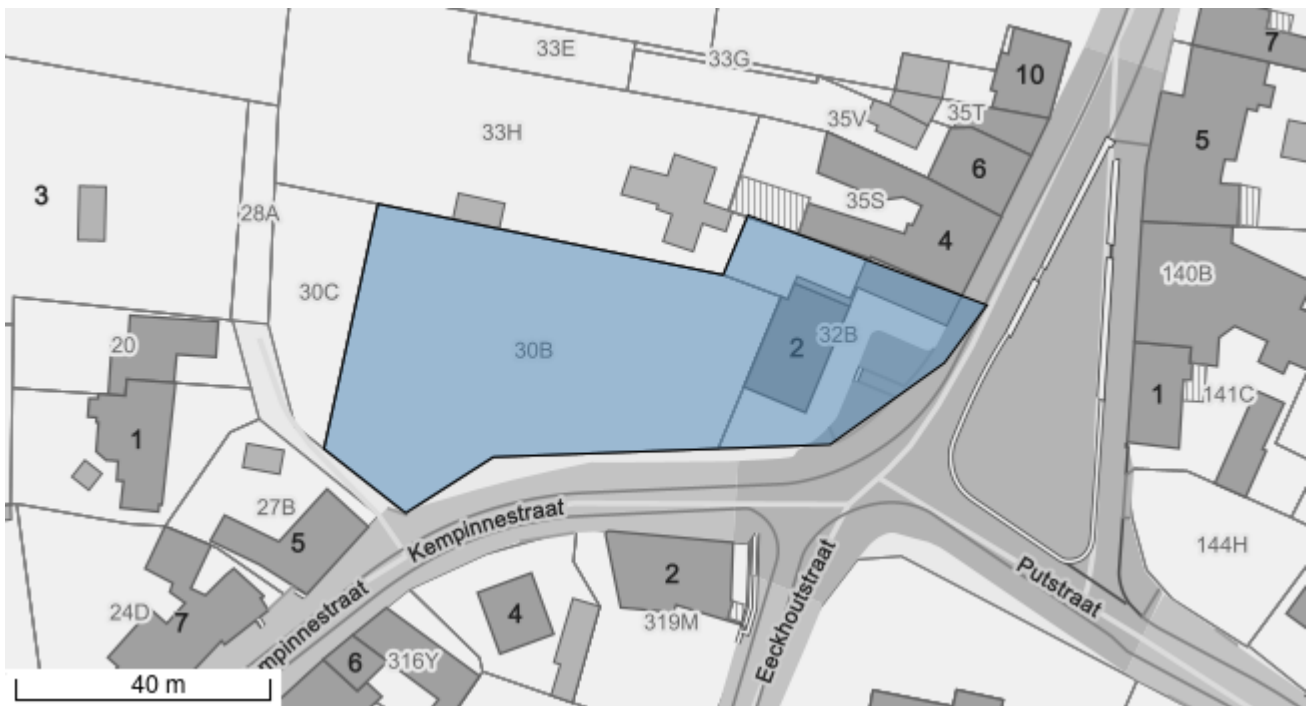 33E
33G
10
7
35V
35T
33H
5
6
3
35S
28A
4
140B
30C
20
30B
2
32B
1
141C
1
27B
5
Kempinnestraat
144H
2
Putstraat
4
24D
7
319M
Eeckhoutstraat
mpinnestraat
6
316Y
40 m